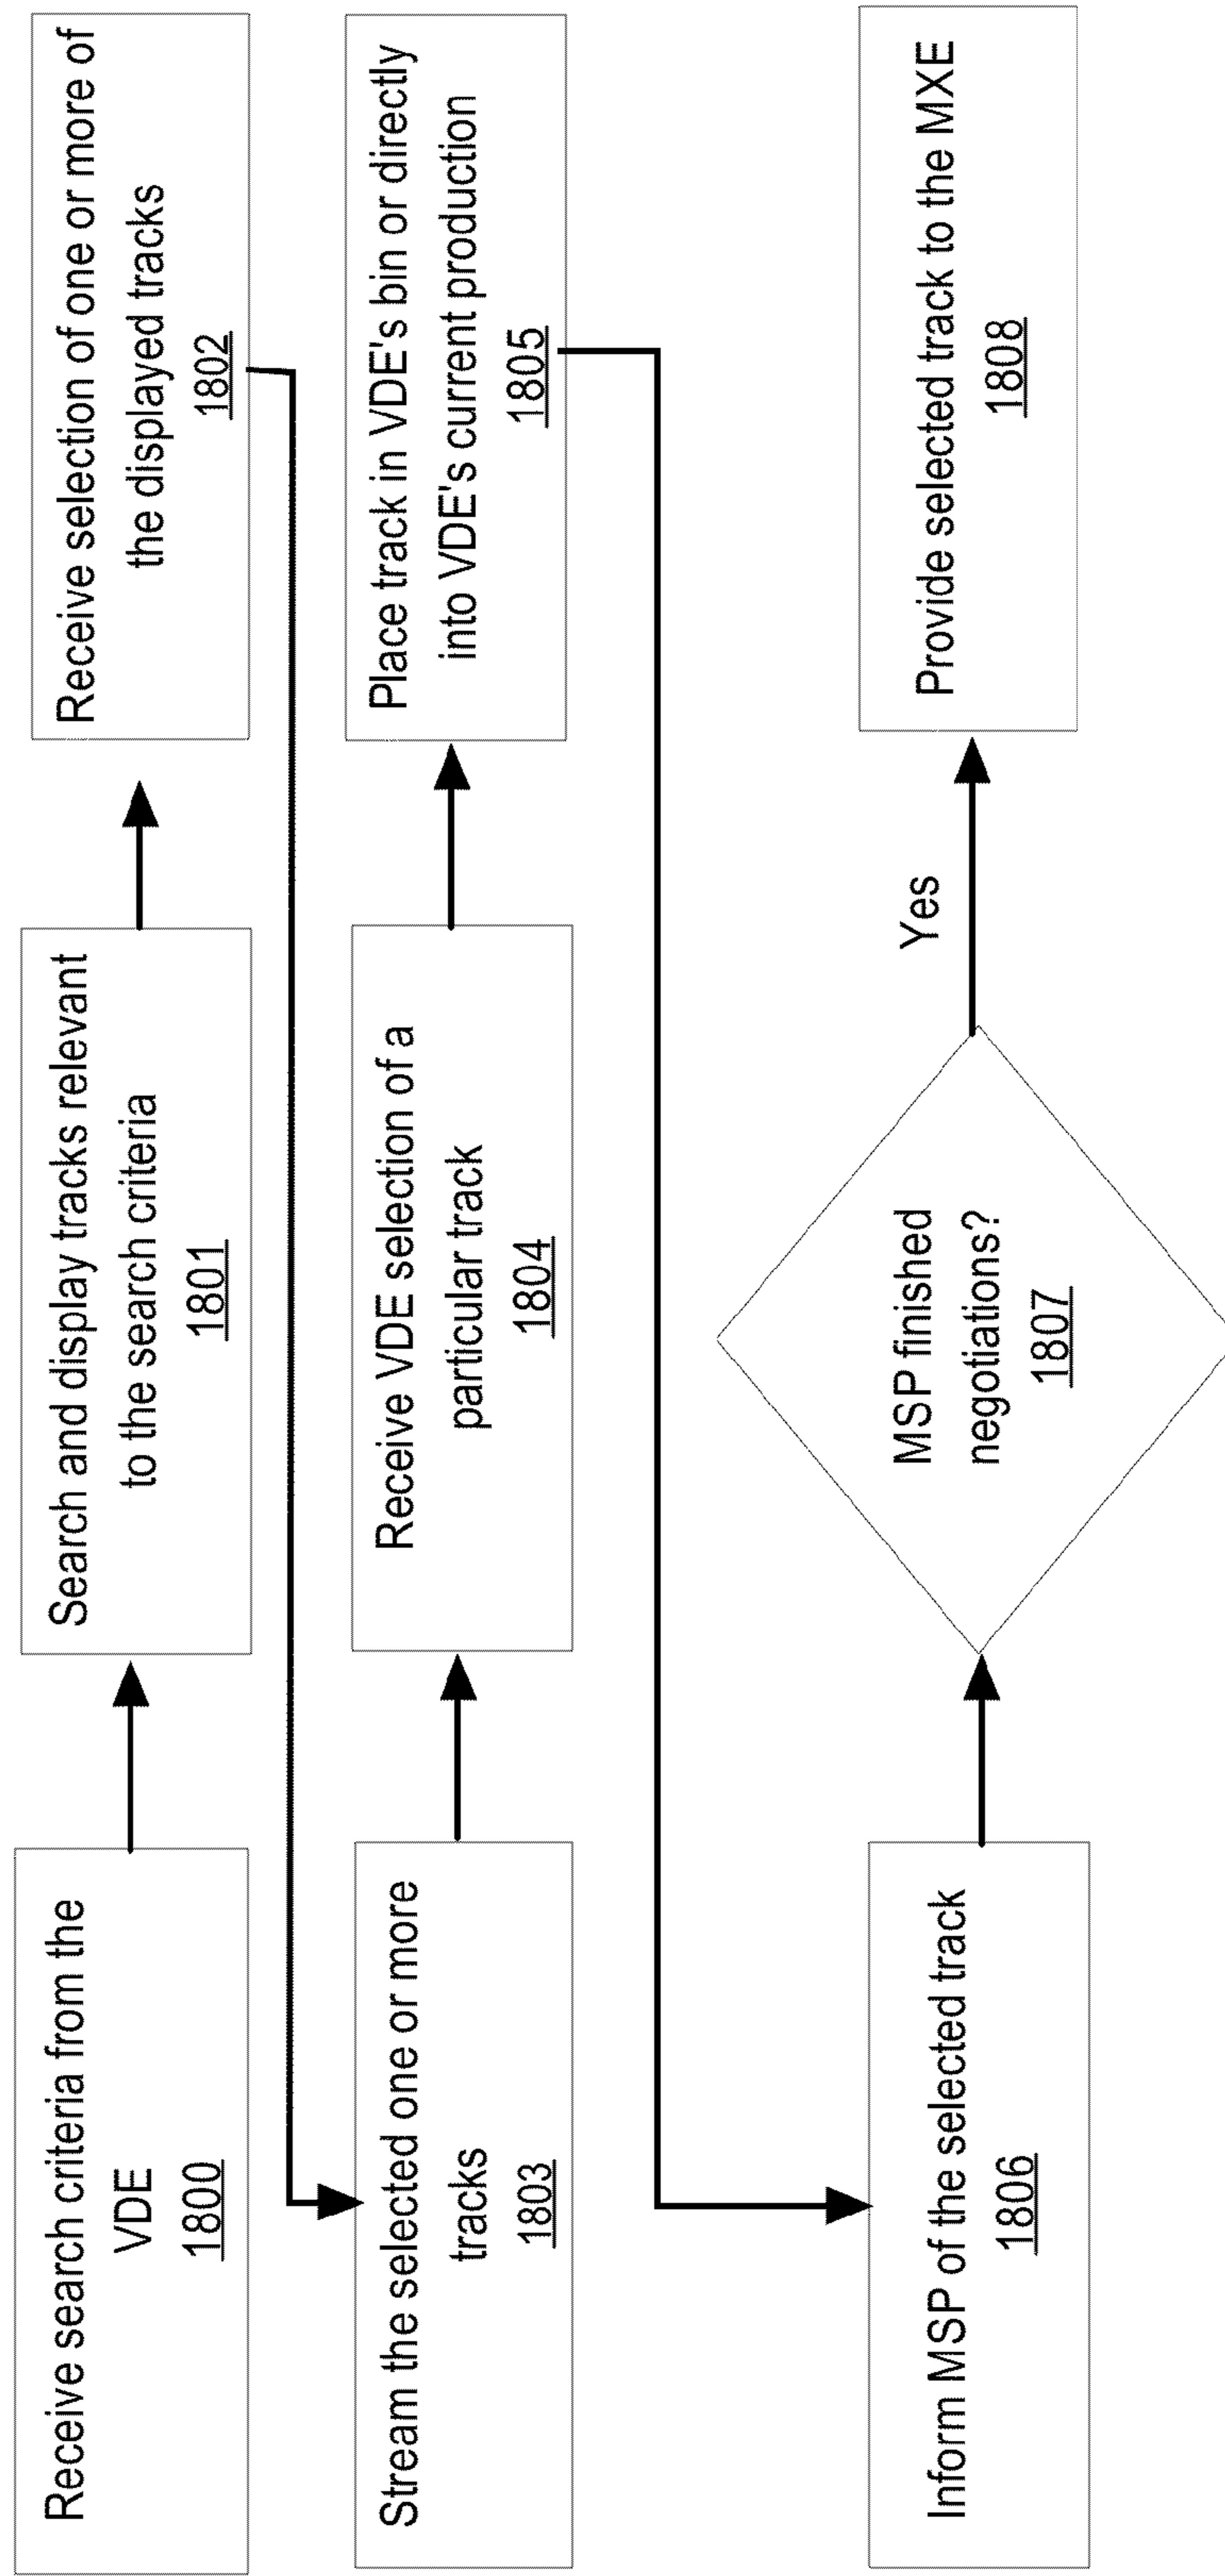 Receive search criteria from the
VDE
1800
Search and display tracks relevant
to the search criteria
1801
Receive selection of one or more of
the displayed tracks
1802
Stream the selected one or more
tracks
1803
Receive VDE selection of a
particular track
1804
Place track in VDE's bin or directly
into VDE's current production
1805
Inform MSP of the selected track
1806
MSP finished
negotiations?
1807
Yes
Provide selected track to the MXE
1808